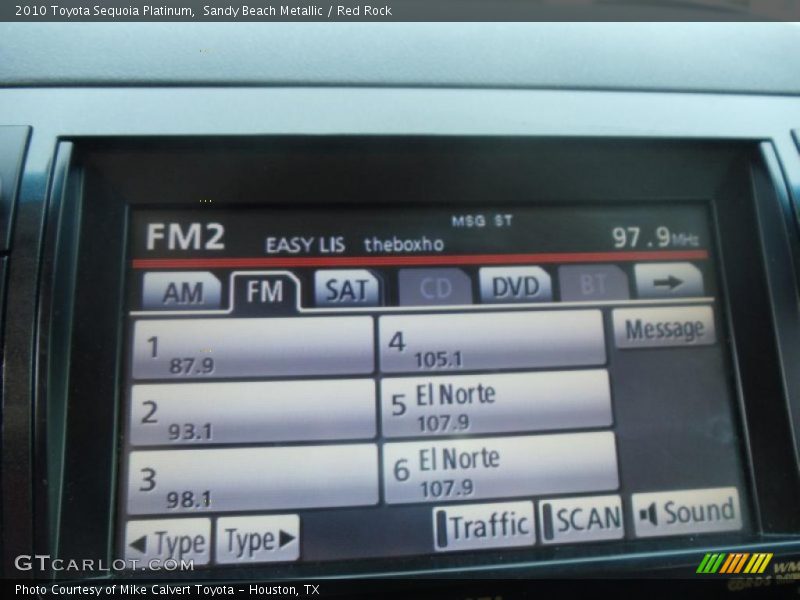 2010 Toyota Sequoia Platinum, Sandy Beach Metallic / Red Rock
MSG ST
FM2 EASY LIS theboxho 97.9MHz
AM FM SAT CD DVD BT →
1 87.9
4 105.1
Message
2 93.1
5 El Norte 107.9
3 98.1
6 El Norte 107.9
◀ Type Type▶ Traffic SCAN Sound
GTCARLOT.COM
Photo Courtesy of Mike Calvert Toyota - Houston, TX